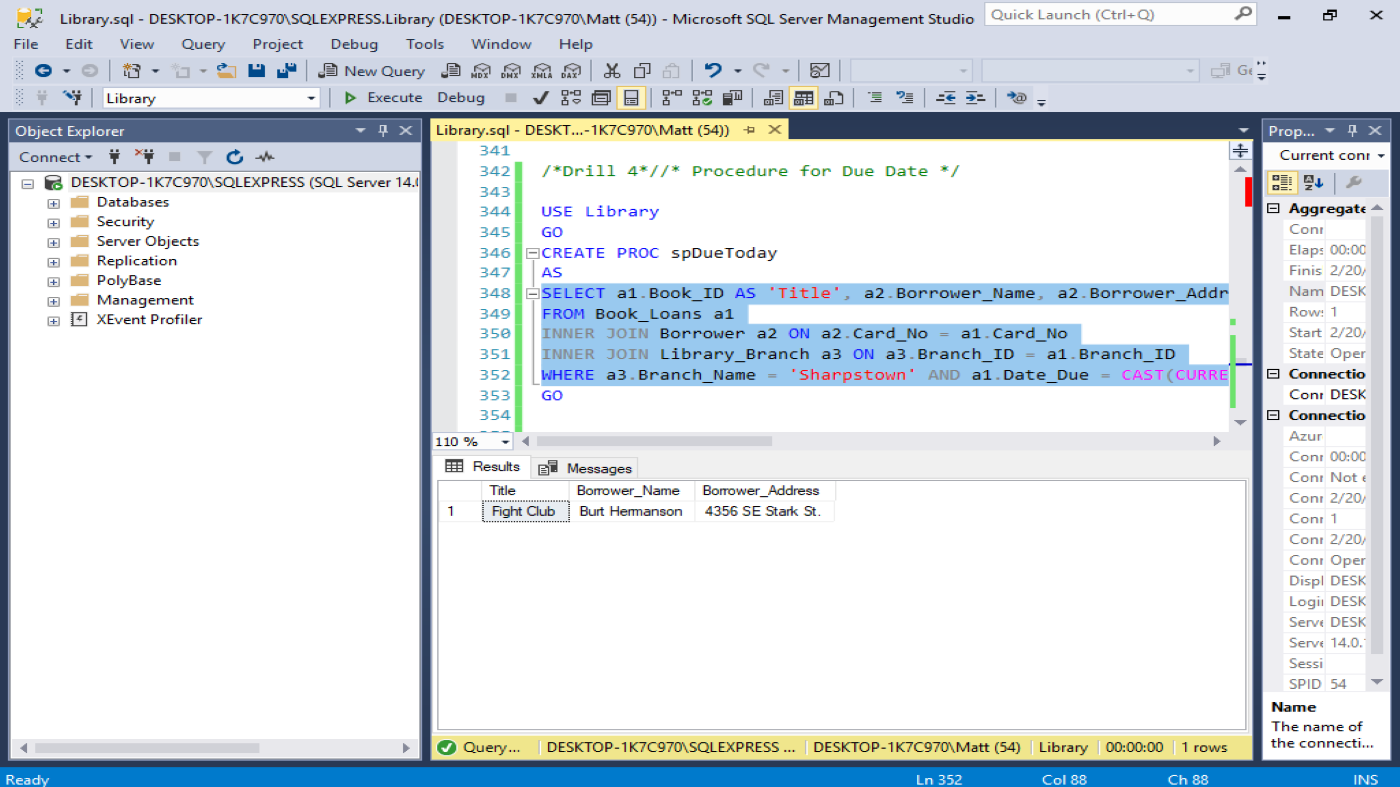 Library.sql - DESKTOP-1K7C970\SQLEXPRESS.Library (DESKTOP-1K7C970\Matt (54)) - Microsoft SQL Server Management Studio
Quick Launch (Ctrl+Q)
File Edit View Query Project Debug Tools Window Help
New Query MDX DMX XMLA DAX
Library Execute Debug
Object Explorer
Connect
DESKTOP-1K7C970\SQLEXPRESS (SQL Server 14.0
Databases
Security
Server Objects
Replication
PolyBase
Management
XEvent Profiler
Library.sql - DESKT...-1K7C970\Matt (54))
341
342 /*Drill 4*//* Procedure for Due Date */
343
344 USE Library
345 GO
346 CREATE PROC spDueToday
347 AS
348 SELECT a1.Book_ID AS 'Title', a2.Borrower_Name, a2.Borrower_Addr
349 FROM Book_Loans a1
350 INNER JOIN Borrower a2 ON a2.Card_No = a1.Card_No
351 INNER JOIN Library_Branch a3 ON a3.Branch_ID = a1.Branch_ID
352 WHERE a3.Branch_Name = 'Sharpstown' AND a1.Date_Due = CAST(CURRE
353 GO
354
110 %
Results Messages
Title Borrower_Name Borrower_Address
1 Fight Club Burt Hermanson 4356 SE Stark St.
Query... DESKTOP-1K7C970\SQLEXPRESS ... DESKTOP-1K7C970\Matt (54) Library 00:00:00 1 rows
Prop...
Current conn
Aggregate
Conr
Elaps 00:00
Finis 2/20/
Nam DESK
Row: 1
Start 2/20/
State Oper
Connectio
Conr DESK
Connectio
Azur
Conr 00:00
Conr Not e
Conr 2/20/
Conr 1
Conr 2/20/
Conr Oper
Displ DESK
Logi DESK
Serve DESK
Serve 14.0.
Sessi
SPID 54
Name
The name of
the connecti...
Ready Ln 352 Col 88 Ch 88 INS